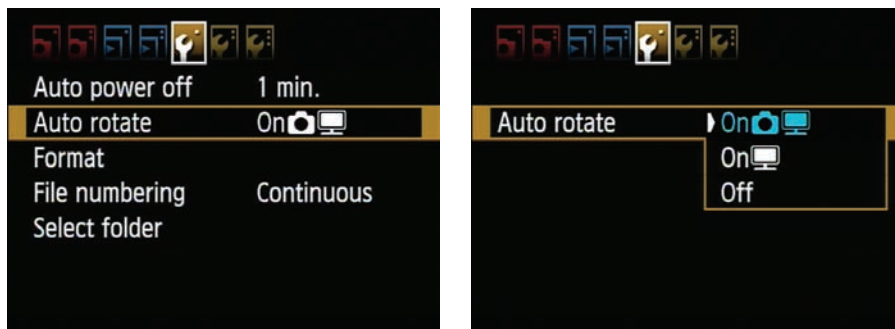 Auto power off 1 min.
Auto rotate On
Format
File numbering Continuous
Select folder
Auto rotate On
On
Off